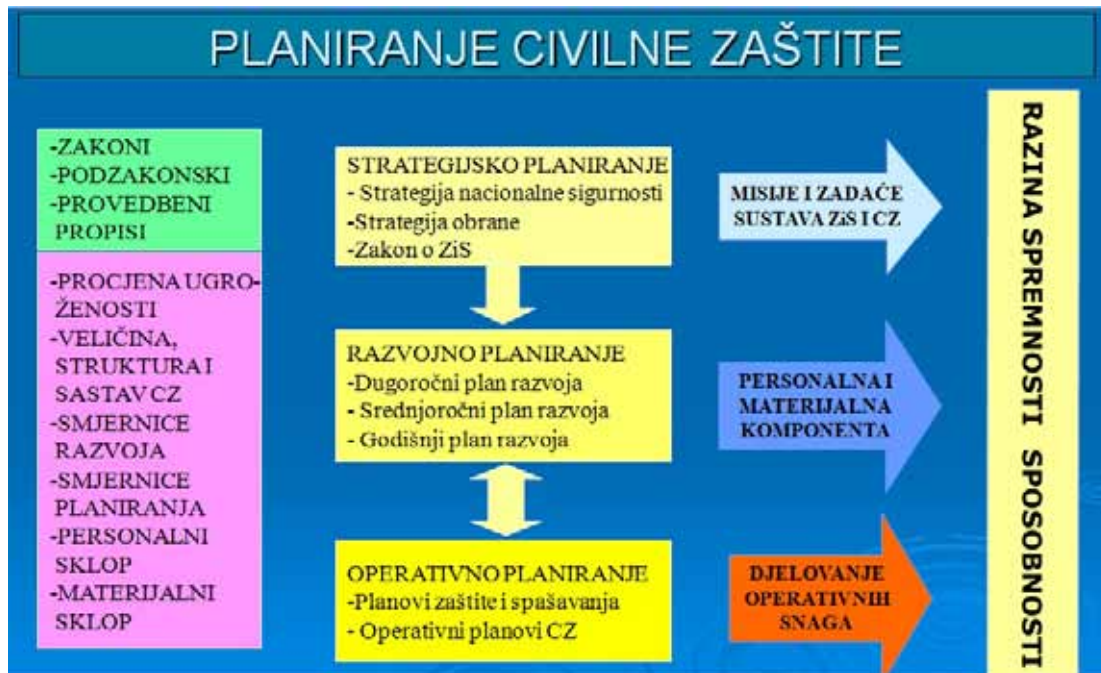 PLANIRANJE CIVILNE ZAŠTITE
-ZAKONI
-PODZAKONSKI
-PROVEDBENI
PROPISI
-PROCJENA UGRO-
ŽENOSTI
-VELIČINA,
STRUKTURA I
SASTAV CZ
-SMJERNICE
RAZVOJA
-SMJERNICE
PLANIRANJA
-PERSONALNI
SKLOP
-MATERIJALNI
SKLOP
STRATEGIJSKO PLANIRANJE
- Strategija nacionalne sigurnosti
-Strategija obrane
-Zakon o ZiS
RAZVOJNO PLANIRANJE
-Dugoročni plan razvoja
- Srednjoročni plan razvoja
- Godišnji plan razvoja
OPERATIVNO PLANIRANJE
-Planovi zaštite i spašavanja
- Operativni planovi CZ
MISIJE I ZADAĆE
SUSTAVA ZiS I CZ
PERSONALNA I
MATERIJALNA
KOMPONENTA
DJELOVANJE
OPERATIVNIH
SNAGA
RAZINA SPREMNOSTI SPOSOBNOSTI